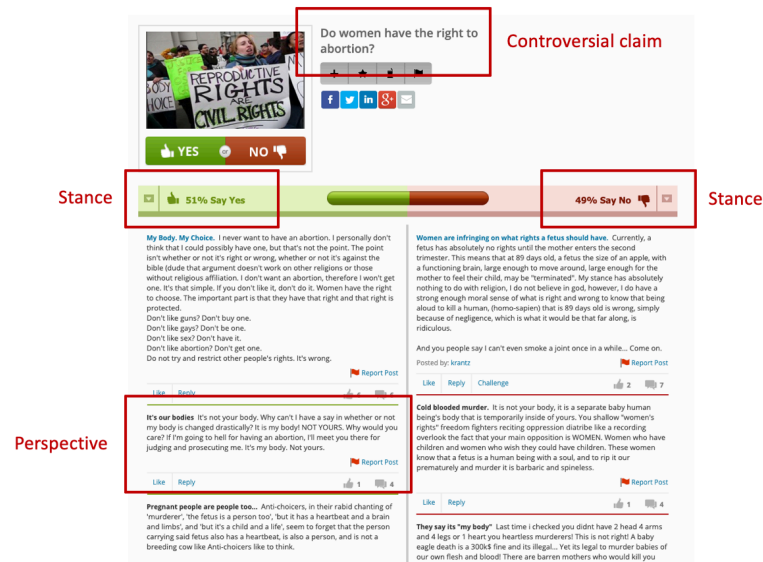 Do women have the right to
abortion?
Controversial claim
REPRODUCTIVE
RIGHTS
ARE
CIVIL RIGHTS
BODY
HOICE
YES or NO
Stance
51% Say Yes
49% Say No
Stance
My Body. My Choice. I never want to have an abortion. I personally don't
think that I could possibly have one, but that's not the point. The point
isn't whether or not it's right or wrong, whether or not it's against the
bible (dude that argument doesn't work on other religions or those
without religious affiliation. I don't want an abortion, therefore I won't get
one. It's that simple. If you don't like it, don't do it. Women have the right
to choose. The important part is that they have that right and that right is
protected.
Don't like guns? Don't buy one.
Don't like gays? Don't be one.
Don't like sex? Don't have it.
Don't like abortion? Don't get one.
Do not try and restrict other people's rights. It's wrong.
Report Post
Like Reply
Perspective
It's our bodies It's not your body. Why can't I have a say in whether or not
my body is changed drastically? It is my body! NOT YOURS. Why would you
care? If I'm going to hell for having an abortion, I'll meet you there for
judging and prosecuting me. It's my body. Not yours.
Report Post
Like Reply 1 4
Pregnant people are people too... Anti-choicers, in their rabid chanting of
'murderer', 'the fetus is a person too', 'but it has a heartbeat and a brain
and limbs', and 'but it's a child and a life', seem to forget that the person
carrying said fetus also has a heartbeat, is also a person, and is not a
breeding cow like Anti-choicers like to think.
Women are infringing on what rights a fetus should have. Currently, a
fetus has absolutely no rights until the mother enters the second
trimester. This means that at 89 days old, a fetus the size of an apple, with
a functioning brain, large enough to move around, large enough for the
mother to feel their child, may be "terminated". My stance has absolutely
nothing to do with religion, I do not believe in god, however, I do have a
strong enough moral sense of what is right and wrong to know that being
aloud to kill a human, (homo-sapien) that is 89 days old is wrong, simply
because of negligence, which is what it would be that far along, is
ridiculous.
And you people say I can't even smoke a joint once in a while... Come on.
Posted by: krantz Report Post
Like Reply Challenge 2 7
Cold blooded murder. It is not your body, it is a separate baby human
being's body that is temporarily inside of yours. You shallow "women's
rights" freedom fighters reciting oppression diatribe like a recording
overlook the fact that your main opposition is WOMEN. Women who have
children and women who wish they could have children. These women
know that a fetus is a human being with a soul, and to rip it our
prematurely and murder it is barbaric and spineless.
Report Post
Like Reply 1 4
They say its "my body" Last time i checked you didnt have 2 head 4 arms
and 4 legs or 1 heart you heartless murderers! This is not right! A baby
eagle death is a 300k$ fine and its illegal... Yet its legal to murder babies of
our own flesh and blood! There are barren mothers who would kill you